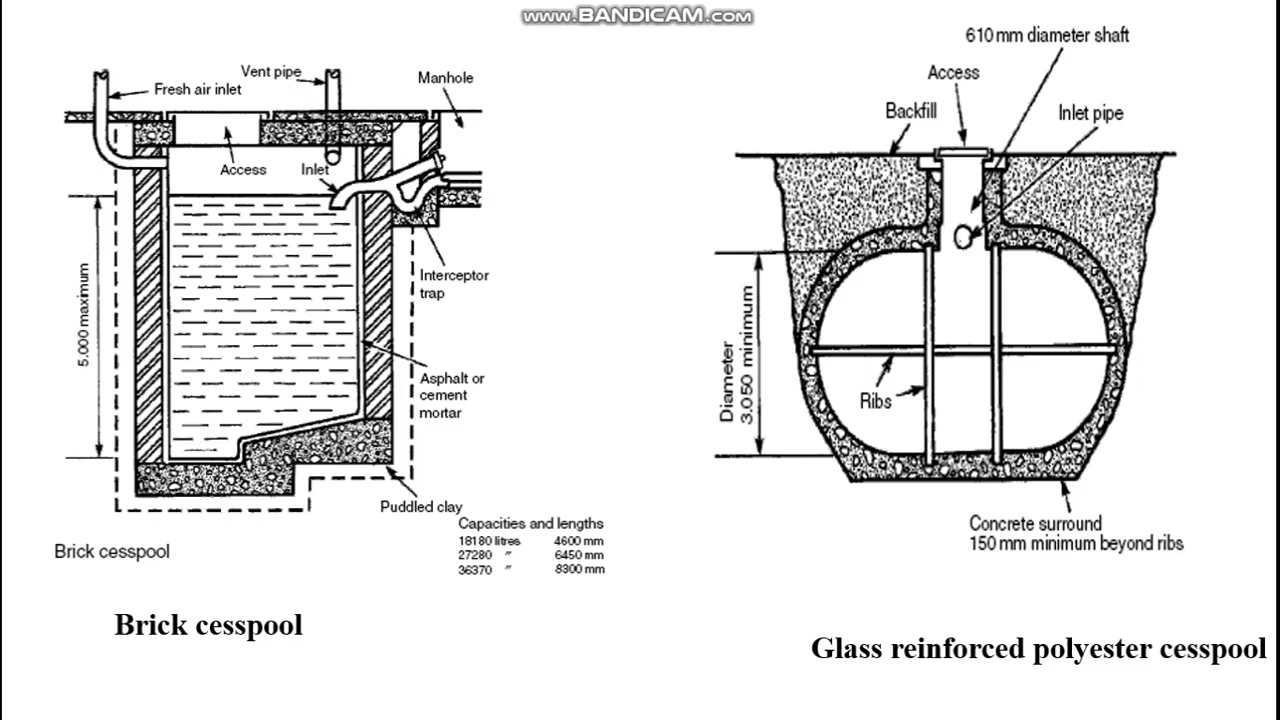 www.BANDICAM.com
Vent pipe
Fresh air inlet
Manhole
Access
Inlet
Interceptor
trap
5.000 maximum
Asphalt or
cement
mortar
Puddled clay
Capacities and lengths
18180 litres 4600 mm
27280 " 6450 mm
36370 " 8300 mm
Brick cesspool
Brick cesspool
610 mm diameter shaft
Access
Backfill
Inlet pipe
Diameter
3.050 minimum
Ribs
Concrete surround
150 mm minimum beyond ribs
Glass reinforced polyester cesspool